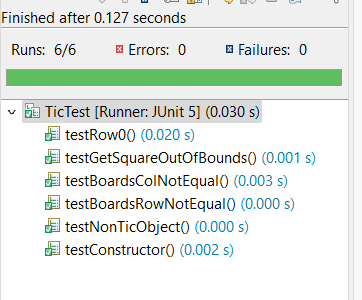 Finished after 0.127 seconds
Runs: 6/6 Errors: 0 Failures: 0
TicTest [Runner: JUnit 5] (0.030 s)
testRow0() (0.020 s)
testGetSquareOutOfBounds() (0.001 s)
testBoardsColNotEqual() (0.003 s)
testBoardsRowNotEqual() (0.000 s)
testNonTicObject() (0.000 s)
testConstructor() (0.002 s)